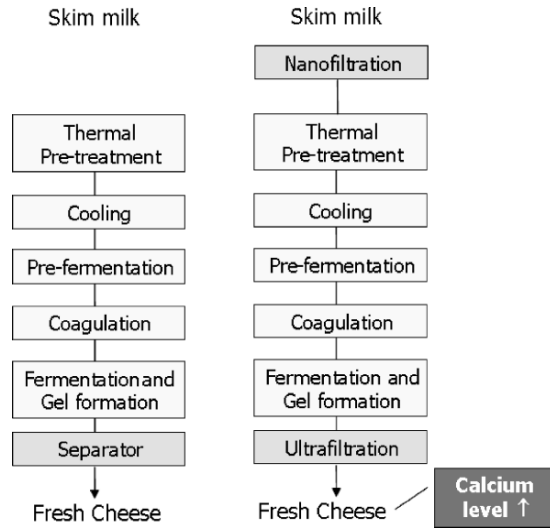 Skim milk
Thermal
Pre-treatment
Cooling
Pre-fermentation
Coagulation
Fermentation and
Gel formation
Separator
Fresh Cheese
Skim milk
Nanofiltration
Thermal
Pre-treatment
Cooling
Pre-fermentation
Coagulation
Fermentation and
Gel formation
Ultrafiltration
Fresh Cheese
Calcium
level ↑